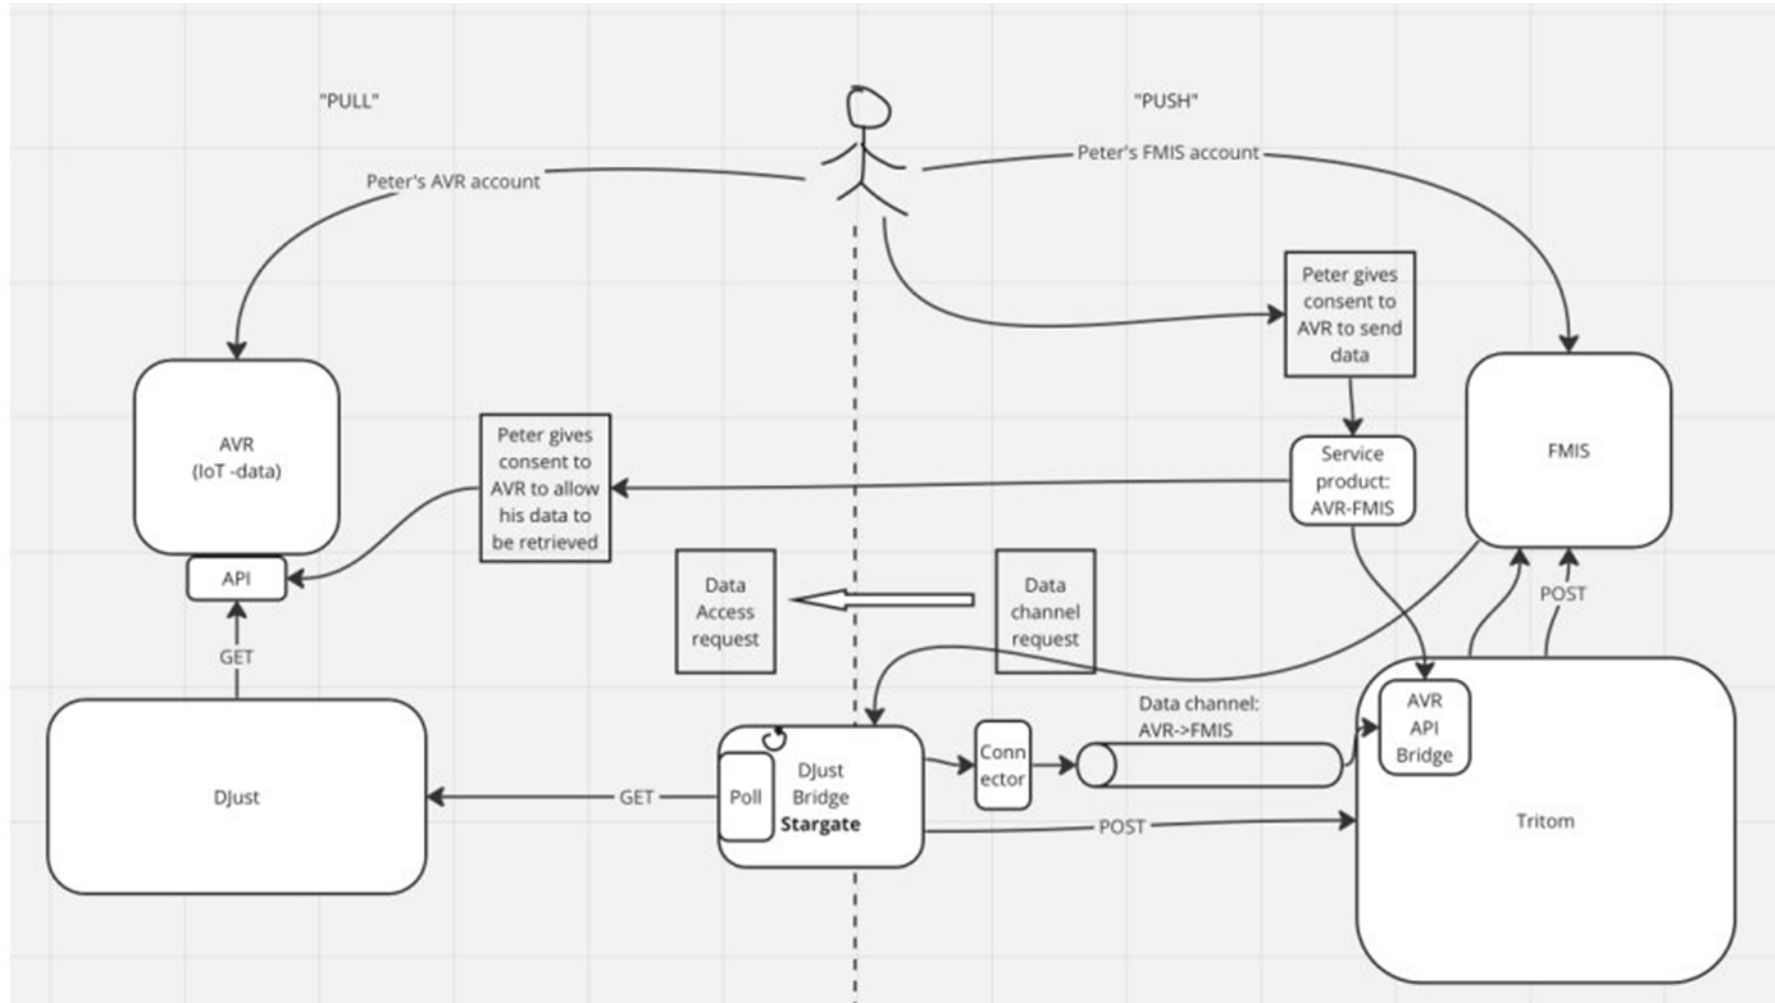 "PULL"
"PUSH"
Peter's AVR account
Peter's FMIS account
Peter gives
consent to
AVR to send
data
AVR
(IoT -data)
Peter gives
consent to
AVR to allow
his data to
be retrieved
Service
product:
AVR-FMIS
FMIS
API
Data
Access
request
Data
channel
request
POST
GET
Data channel:
AVR->FMIS
AVR
API
Bridge
Conn
ector
DJust
GET
Poll
DJust
Bridge
Stargate
POST
Tritom